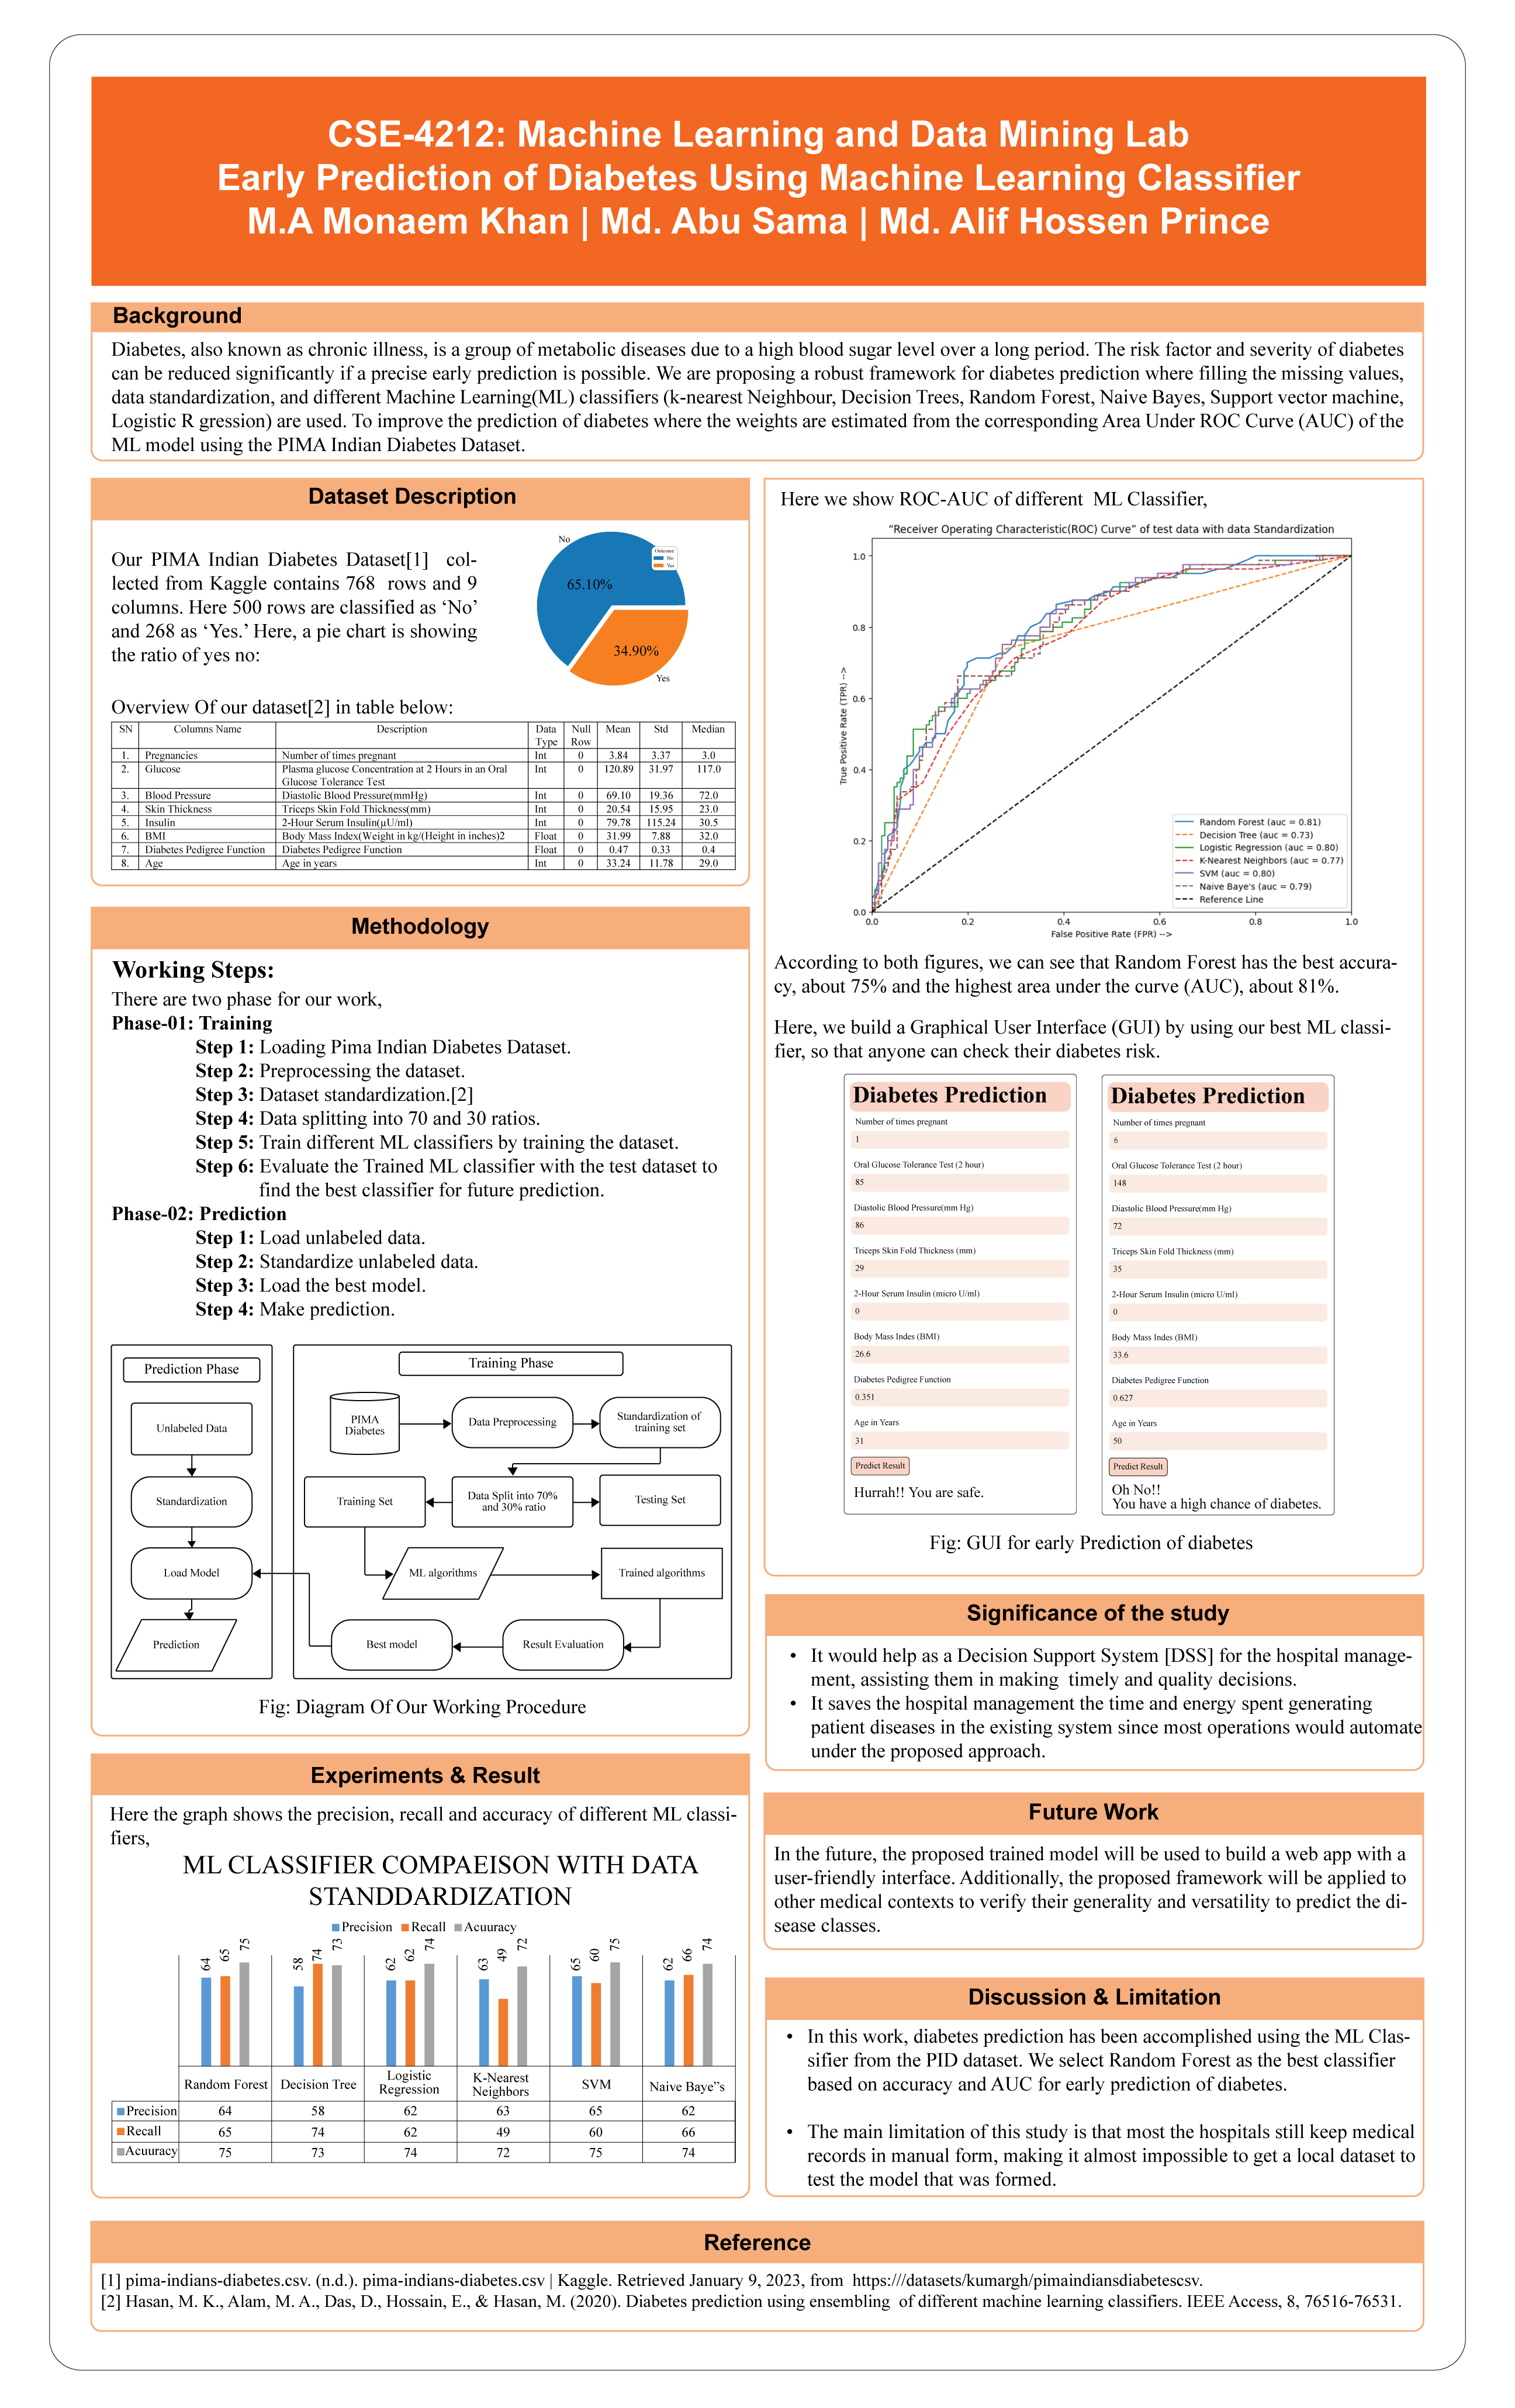 CSE-4212: Machine Learning and Data Mining Lab
Early Prediction of Diabetes Using Machine Learning Classifier
M.A Monaem Khan | Md. Abu Sama | Md. Alif Hossen Prince
Background
Diabetes, also known as chronic illness, is a group of metabolic diseases due to a high blood sugar level over a long period. The risk factor and severity of diabetes
can be reduced significantly if a precise early prediction is possible. We are proposing a robust framework for diabetes prediction where filling the missing values,
data standardization, and different Machine Learning(ML) classifiers (k-nearest Neighbour, Decision Trees, Random Forest, Naive Bayes, Support vector machine,
Logistic R gression) are used. To improve the prediction of diabetes where the weights are estimated from the corresponding Area Under ROC Curve (AUC) of the
ML model using the PIMA Indian Diabetes Dataset.
Dataset Description
Our PIMA Indian Diabetes Dataset[1] col-
lected from Kaggle contains 768 rows and 9
columns. Here 500 rows are classified as ‘No’
and 268 as ‘Yes.’ Here, a pie chart is showing
the ratio of yes no:
No
Outcome
No
Yes
65.10%
34.90%
Yes
Overview Of our dataset[2] in table below:
SN Columns Name Description Data Type Null Row Mean Std Median
1. Pregnancies Number of times pregnant Int 0 3.84 3.37 3.0
2. Glucose Plasma glucose Concentration at 2 Hours in an Oral Glucose Tolerance Test Int 0 120.89 31.97 117.0
3. Blood Pressure Diastolic Blood Pressure(mmHg) Int 0 69.10 19.36 72.0
4. Skin Thickness Triceps Skin Fold Thickness(mm) Int 0 20.54 15.95 23.0
5. Insulin 2-Hour Serum Insulin(µU/ml) Int 0 79.78 115.24 30.5
6. BMI Body Mass Index(Weight in kg/(Height in inches)2 Float 0 31.99 7.88 32.0
7. Diabetes Pedigree Function Diabetes Pedigree Function Float 0 0.47 0.33 0.4
8. Age Age in years Int 0 33.24 11.78 29.0
Methodology
Working Steps:
There are two phase for our work,
Phase-01: Training
Step 1: Loading Pima Indian Diabetes Dataset.
Step 2: Preprocessing the dataset.
Step 3: Dataset standardization.[2]
Step 4: Data splitting into 70 and 30 ratios.
Step 5: Train different ML classifiers by training the dataset.
Step 6: Evaluate the Trained ML classifier with the test dataset to
find the best classifier for future prediction.
Phase-02: Prediction
Step 1: Load unlabeled data.
Step 2: Standardize unlabeled data.
Step 3: Load the best model.
Step 4: Make prediction.
Prediction Phase
Unlabeled Data
Standardization
Load Model
Prediction
Training Phase
PIMA
Diabetes
Data Preprocessing
Standardization of
training set
Training Set
Data Split into 70%
and 30% ratio
Testing Set
ML algorithms
Trained algorithms
Best model
Result Evaluation
Fig: Diagram Of Our Working Procedure
Experiments & Result
Here the graph shows the precision, recall and accuracy of different ML classi-
fiers,
ML CLASSIFIER COMPAEISON WITH DATA
STANDDARDIZATION
Precision Recall Acuuracy
64 65 75 58 74 73 62 62 74 63 49 72 65 60 75 62 66 74
Random Forest Decision Tree Logistic Regression K-Nearest Neighbors SVM Naive Baye"s
Precision 64 58 62 63 65 62
Recall 65 74 62 49 60 66
Acuuracy 75 73 74 72 75 74
Here we show ROC-AUC of different ML Classifier,
“Receiver Operating Characteristic(ROC) Curve” of test data with data Standardization
True Positive Rate (TPR) -->
1.0
0.8
0.6
0.4
0.2
0.0
Random Forest (auc = 0.81)
Decision Tree (auc = 0.73)
Logistic Regression (auc = 0.80)
K-Nearest Neighbors (auc = 0.77)
SVM (auc = 0.80)
Naive Baye's (auc = 0.79)
Reference Line
0.0 0.2 0.4 0.6 0.8 1.0
False Positive Rate (FPR) -->
According to both figures, we can see that Random Forest has the best accura-
cy, about 75% and the highest area under the curve (AUC), about 81%.
Here, we build a Graphical User Interface (GUI) by using our best ML classi-
fier, so that anyone can check their diabetes risk.
Diabetes Prediction
Number of times pregnant
1
Oral Glucose Tolerance Test (2 hour)
85
Diastolic Blood Pressure(mm Hg)
86
Triceps Skin Fold Thickness (mm)
29
2-Hour Serum Insulin (micro U/ml)
0
Body Mass Indes (BMI)
26.6
Diabetes Pedigree Function
0.351
Age in Years
31
Predict Result
Hurrah!! You are safe.
Diabetes Prediction
Number of times pregnant
6
Oral Glucose Tolerance Test (2 hour)
148
Diastolic Blood Pressure(mm Hg)
72
Triceps Skin Fold Thickness (mm)
35
2-Hour Serum Insulin (micro U/ml)
0
Body Mass Indes (BMI)
33.6
Diabetes Pedigree Function
0.627
Age in Years
50
Predict Result
Oh No!!
You have a high chance of diabetes.
Fig: GUI for early Prediction of diabetes
Significance of the study
• It would help as a Decision Support System [DSS] for the hospital manage-
ment, assisting them in making timely and quality decisions.
• It saves the hospital management the time and energy spent generating
patient diseases in the existing system since most operations would automate
under the proposed approach.
Future Work
In the future, the proposed trained model will be used to build a web app with a
user-friendly interface. Additionally, the proposed framework will be applied to
other medical contexts to verify their generality and versatility to predict the di-
sease classes.
Discussion & Limitation
• In this work, diabetes prediction has been accomplished using the ML Clas-
sifier from the PID dataset. We select Random Forest as the best classifier
based on accuracy and AUC for early prediction of diabetes.
• The main limitation of this study is that most the hospitals still keep medical
records in manual form, making it almost impossible to get a local dataset to
test the model that was formed.
Reference
[1] pima-indians-diabetes.csv. (n.d.). pima-indians-diabetes.csv | Kaggle. Retrieved January 9, 2023, from https:///datasets/kumargh/pimaindiansdiabetescsv.
[2] Hasan, M. K., Alam, M. A., Das, D., Hossain, E., & Hasan, M. (2020). Diabetes prediction using ensembling of different machine learning classifiers. IEEE Access, 8, 76516-76531.